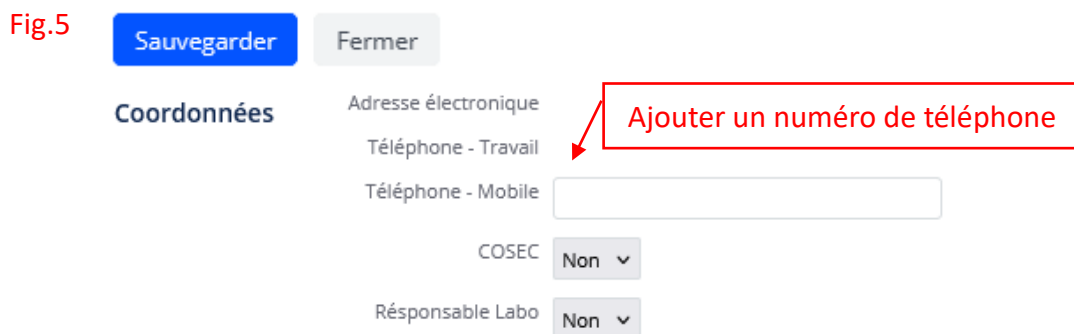 Fig.5
Sauvegarder Fermer
Coordonnées Adresse électronique
Ajouter un numéro de téléphone
Téléphone - Travail
Téléphone - Mobile
COSEC Non
Résponsable Labo Non